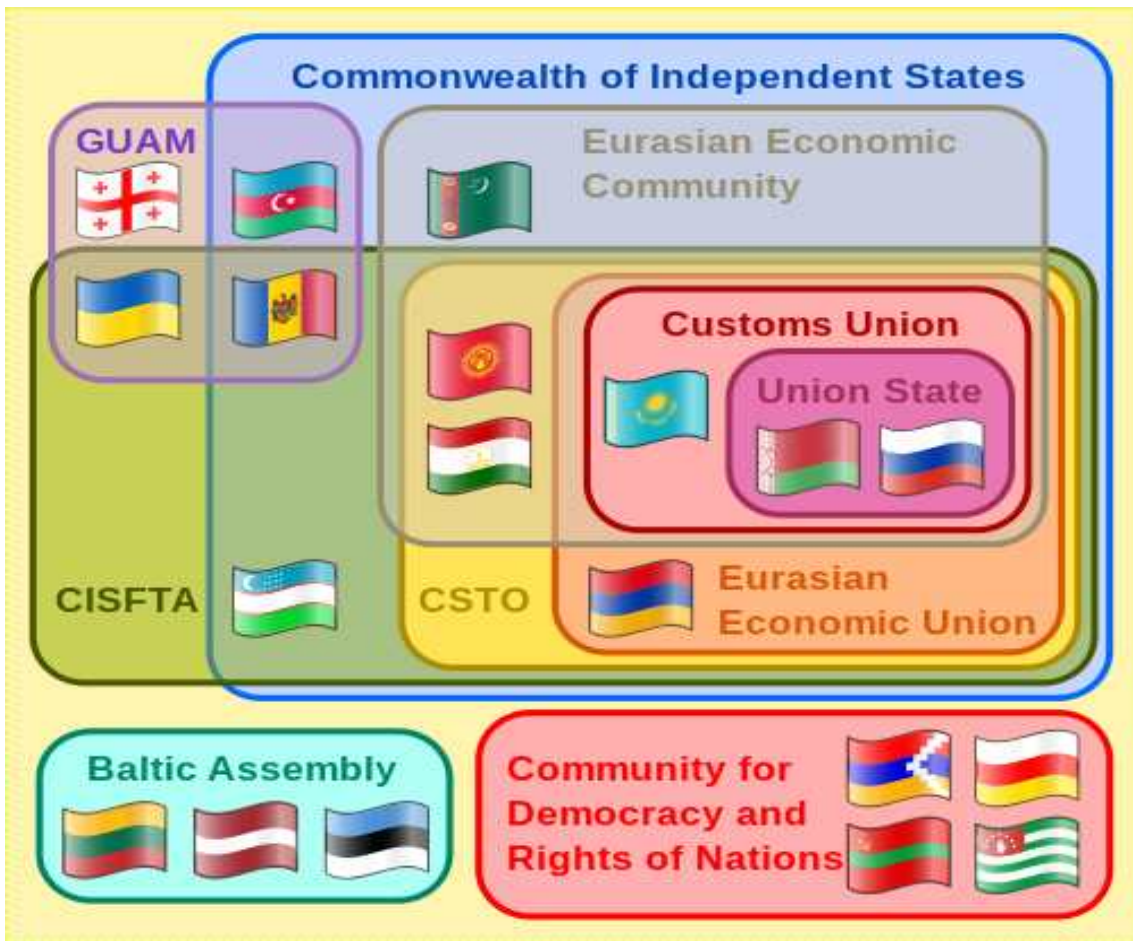 Commonwealth of Independent States
GUAM
Eurasian Economic
Community
Customs Union
Union State
CISFTA
CSTO
Eurasian
Economic Union
Baltic Assembly
Community for
Democracy and
Rights of Nations